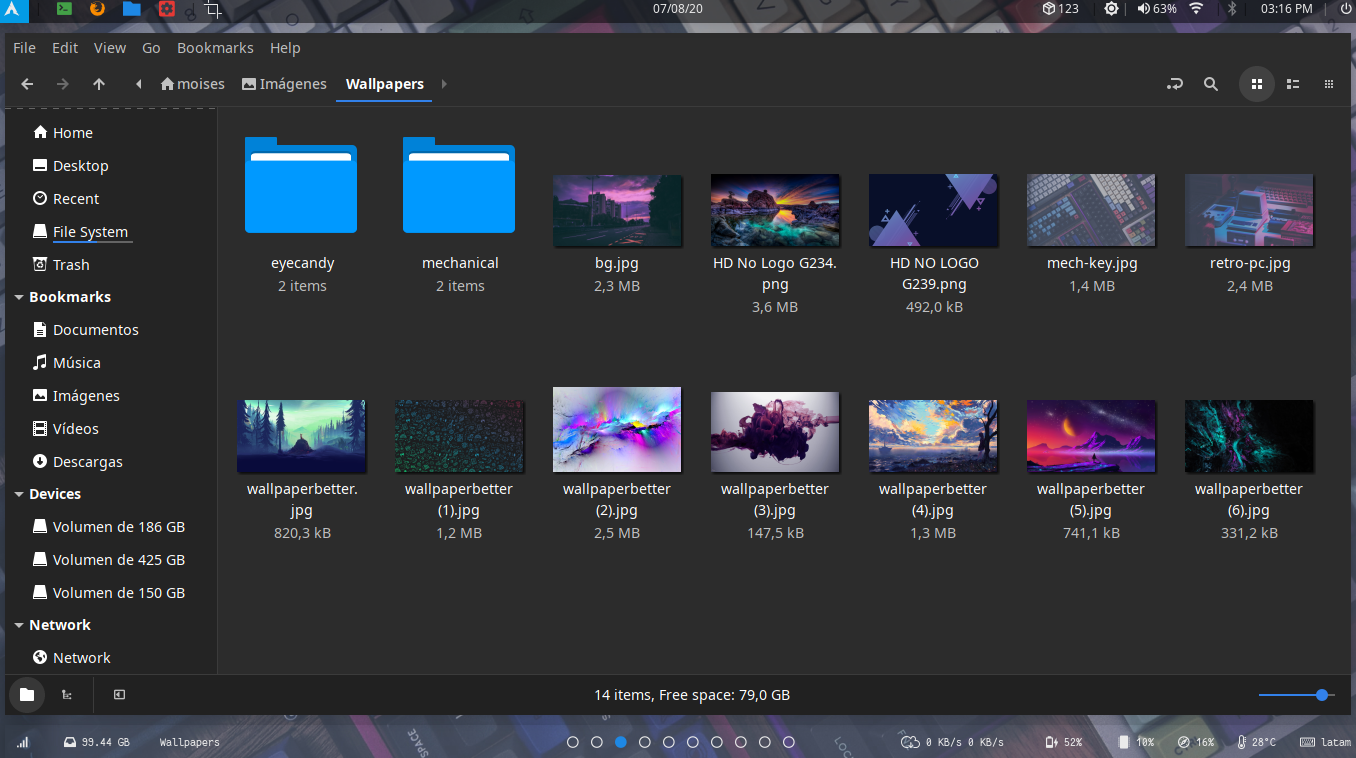 07/08/20
123
63%
03:16 PM
File Edit View Go Bookmarks Help
moises Imágenes Wallpapers
Home
Desktop
Recent
File System
Trash
Bookmarks
Documentos
Música
Imágenes
Vídeos
Descargas
Devices
Volumen de 186 GB
Volumen de 425 GB
Volumen de 150 GB
Network
Network
eyecandy
2 items
mechanical
2 items
bg.jpg
2,3 MB
HD No Logo G234.
png
3,6 MB
HD NO LOGO
G239.png
492,0 kB
mech-key.jpg
1,4 MB
retro-pc.jpg
2,4 MB
wallpaperbetter.
jpg
820,3 kB
wallpaperbetter
(1).jpg
1,2 MB
wallpaperbetter
(2).jpg
2,5 MB
wallpaperbetter
(3).jpg
147,5 kB
wallpaperbetter
(4).jpg
1,3 MB
wallpaperbetter
(5).jpg
741,1 kB
wallpaperbetter
(6).jpg
331,2 kB
14 items, Free space: 79,0 GB
99.44 GB
Wallpapers
SPACE
0 KB/s 0 KB/s
52%
10%
16%
28°C
latam